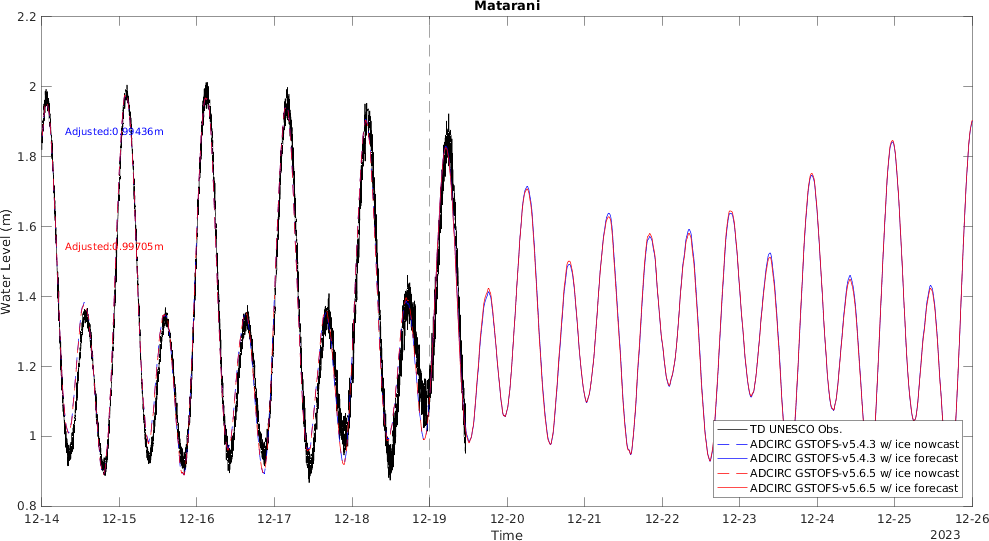 Matarani
2.2
2
1.8
1.6
1.4
1.2
1
0.8
Water Level (m)
Adjusted:0.99436m
Adjusted:0.99705m
TD UNESCO Obs.
ADCIRC GSTOFS-v5.4.3 w/ ice nowcast
ADCIRC GSTOFS-v5.4.3 w/ ice forecast
ADCIRC GSTOFS-v5.6.5 w/ ice nowcast
ADCIRC GSTOFS-v5.6.5 w/ ice forecast
12-14 12-15 12-16 12-17 12-18 12-19 12-20 12-21 12-22 12-23 12-24 12-25 12-26
Time
2023